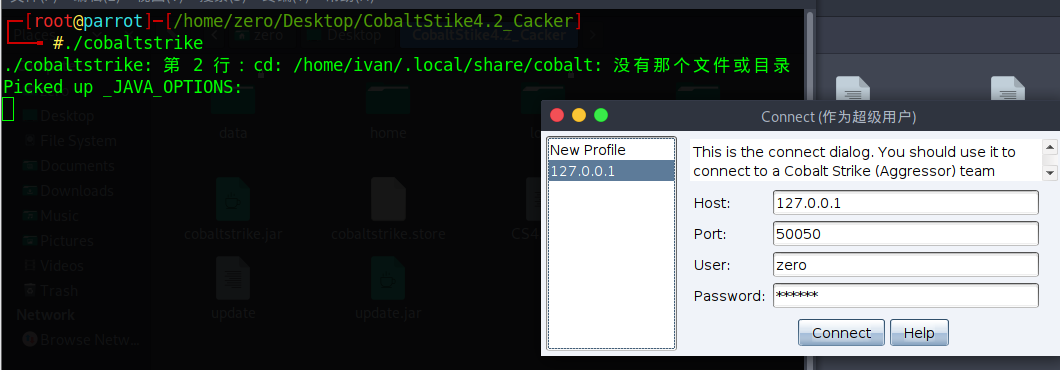 ┌─[root@parrot]─[/home/zero/Desktop/CobaltStike4.2_Cacker]
└──╼ #./cobaltstrike
./cobaltstrike: 第 2 行：cd: /home/ivan/.local/share/cobalt: 没有那个文件或目录
Picked up _JAVA_OPTIONS:
zero
Desktop
CobaltStike4.2_Cacker
Desktop
File System
Documents
Downloads
Music
Pictures
Videos
Trash
Network
Browse Netw...
data
home
cobaltstrike.jar
cobaltstrike.store
update
update.jar
Connect (作为超级用户)
New Profile
127.0.0.1
This is the connect dialog. You should use it to
connect to a Cobalt Strike (Aggressor) team
Host: 127.0.0.1
Port: 50050
User: zero
Password: ******
Connect Help